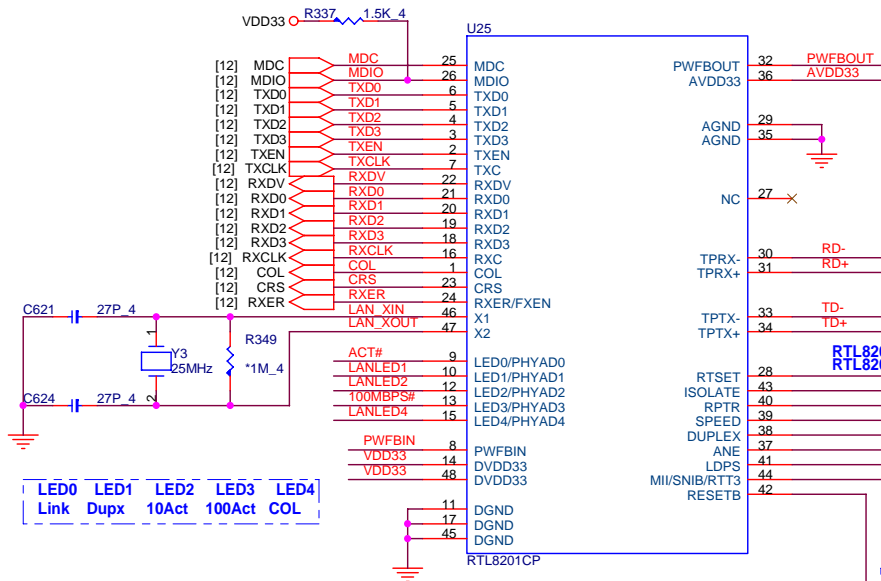 VDD33 R337 1.5K_4
U25
[12] MDC MDC 25 MDC
[12] MDIO MDIO 26 MDIO
[12] TXD0 TXD0 6 TXD0
[12] TXD1 TXD1 5 TXD1
[12] TXD2 TXD2 4 TXD2
[12] TXD3 TXD3 3 TXD3
[12] TXEN TXEN 2 TXEN
[12] TXCLK TXCLK 7 TXC
[12] RXDV RXDV 22 RXDV
[12] RXD0 RXD0 21 RXD0
[12] RXD1 RXD1 20 RXD1
[12] RXD2 RXD2 19 RXD2
[12] RXD3 RXD3 18 RXD3
[12] RXCLK RXCLK 16 RXC
[12] COL COL 1 COL
[12] CRS CRS 23 CRS
[12] RXER RXER 24 RXER/FXEN
LAN_XIN 46 X1
LAN_XOUT 47 X2
C621 27P_4
1
Y3
25MHz
2
R349
*1M_4
C624 27P_4
ACT# 9 LED0/PHYAD0
LANLED1 10 LED1/PHYAD1
LANLED2 12 LED2/PHYAD2
100MBPS# 13 LED3/PHYAD3
LANLED4 15 LED4/PHYAD4
PWFBIN 8 PWFBIN
VDD33 14 DVDD33
VDD33 48 DVDD33
11 DGND
17 DGND
45 DGND
RTL8201CP
PWFBOUT 32 PWFBOUT
AVDD33 36 AVDD33
AGND 29
AGND 35
NC 27
TPRX- 30 RD-
TPRX+ 31 RD+
TPTX- 33 TD-
TPTX+ 34 TD+
RTL820
RTL820
RTSET 28
ISOLATE 43
RPTR 40
SPEED 39
DUPLEX 38
ANE 37
LDPS 41
MII/SNIB/RTT3 44
RESETB 42
LED0 LED1 LED2 LED3 LED4
Link Dupx 10Act 100Act COL